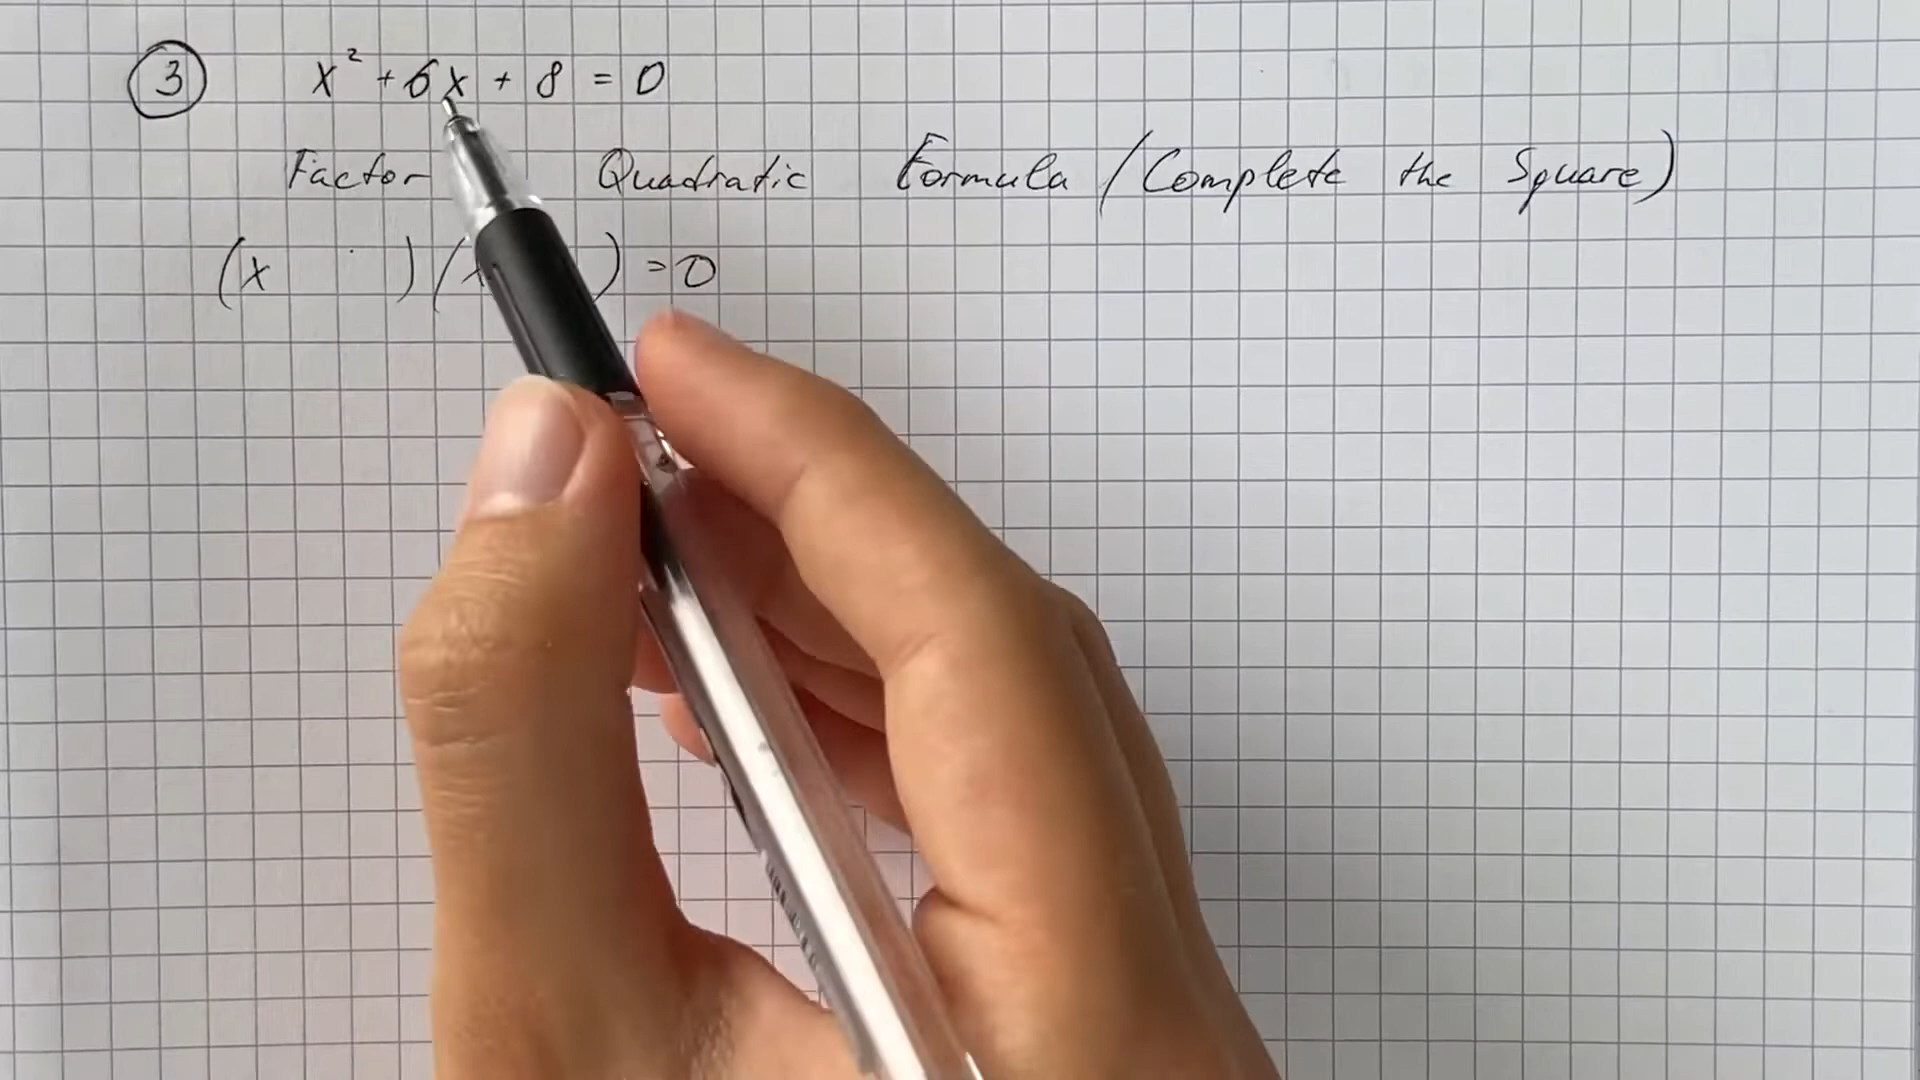 3 x² + 6x + 8 = 0
Factor Quadratic Formula (Complete the Square)
(x ) ( ) = 0